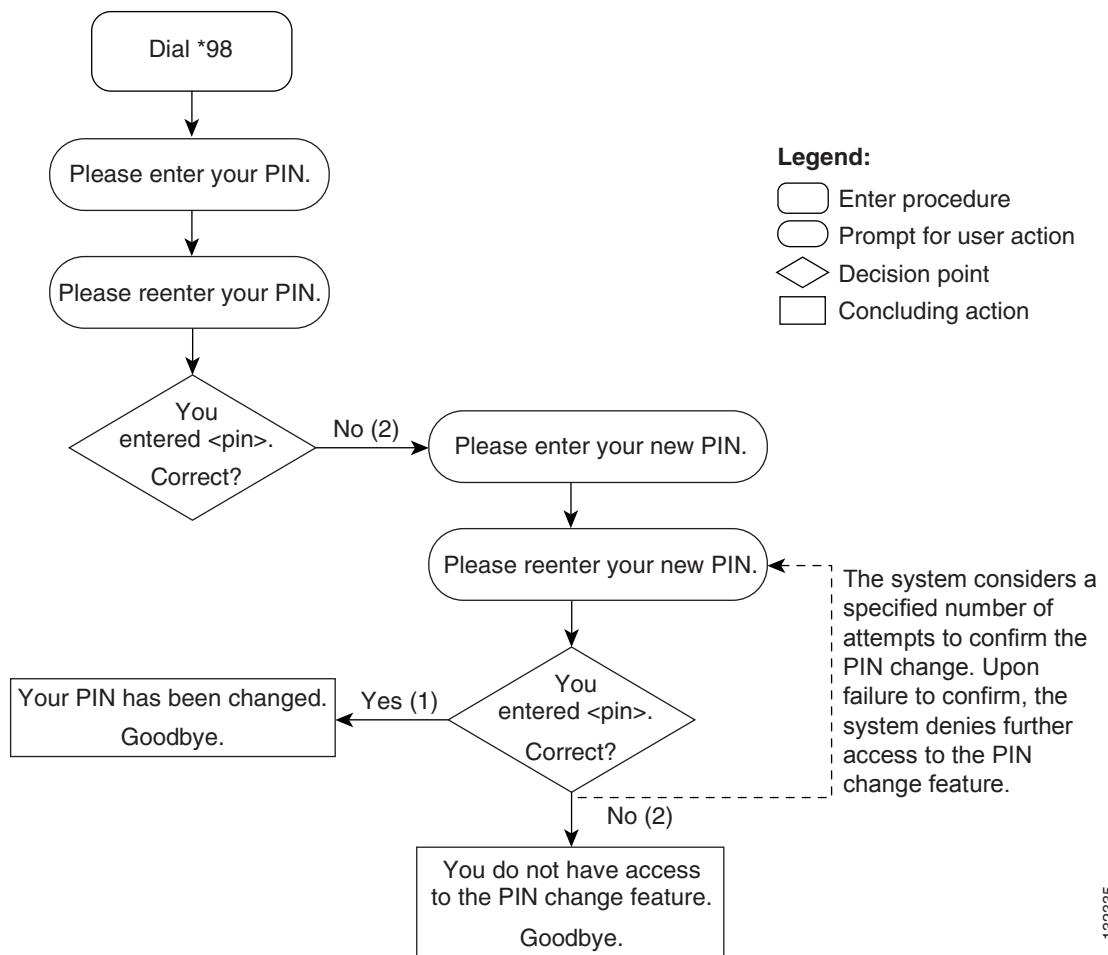 Dial *98
Please enter your PIN.
Please reenter your PIN.
You
entered <pin>.
Correct?
No (2)
Please enter your new PIN.
Please reenter your new PIN.
You
entered <pin>.
Correct?
Yes (1)
Your PIN has been changed.
Goodbye.
No (2)
You do not have access
to the PIN change feature.
Goodbye.
The system considers a
specified number of
attempts to confirm the
PIN change. Upon
failure to confirm, the
system denies further
access to the PIN
change feature.
Legend:
Enter procedure
Prompt for user action
Decision point
Concluding action